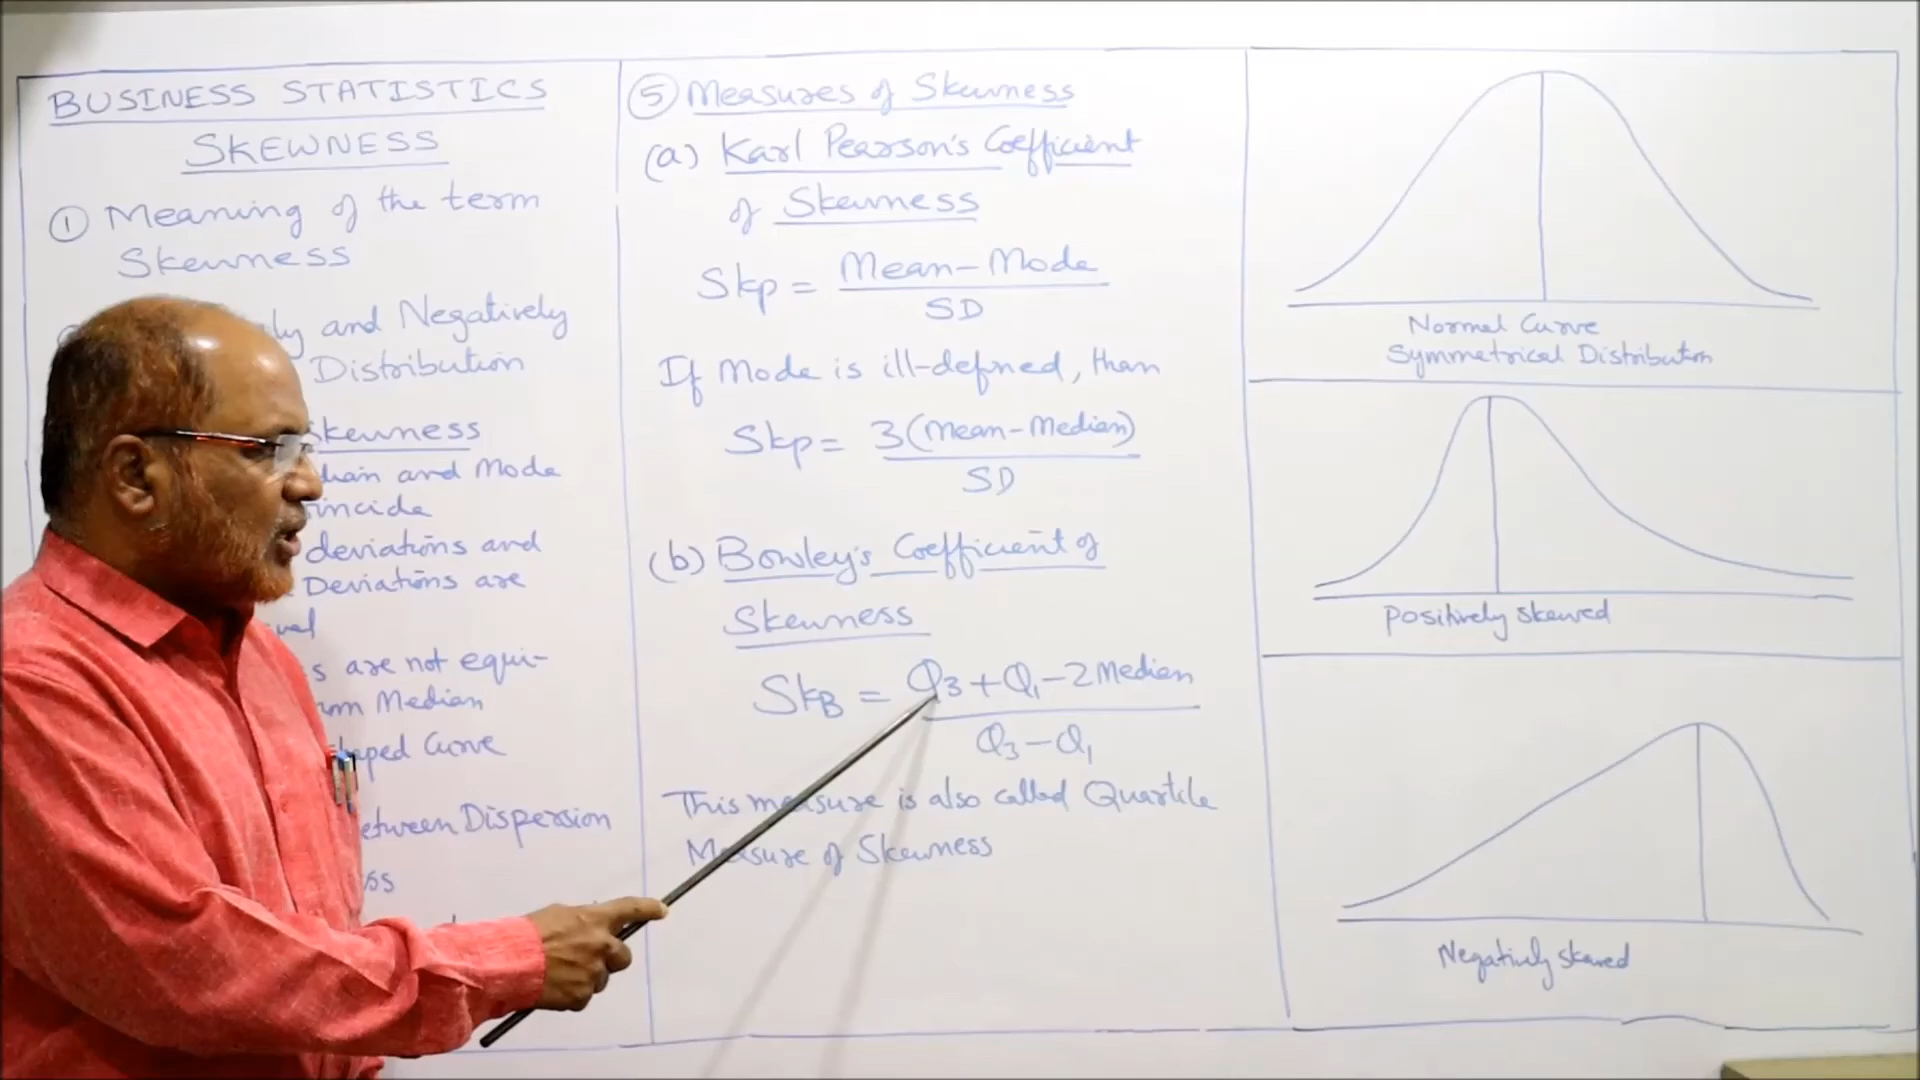 BUSINESS STATISTICS
SKEWNESS
① Meaning of the term
Skewness
and Negatively
Distribution
Skewness
and Mode
deviations and
Deviations are
are not equi-
Median
Curve
Between Dispersion
⑤ Measures of Skewness
(a) Karl Pearson's Coefficient
of Skewness
Skp = Mean-Mode
SD
If Mode is ill-defined, than
Skp = 3(Mean-Median)
SD
(b) Bowley's Coefficient of
Skewness
SkB = Q3+Q1-2Median
Q3-Q1
This measure is also called Quartile
Measure of Skewness
Normal Curve
Symmetrical Distribution
Positively skewed
Negatively skewed